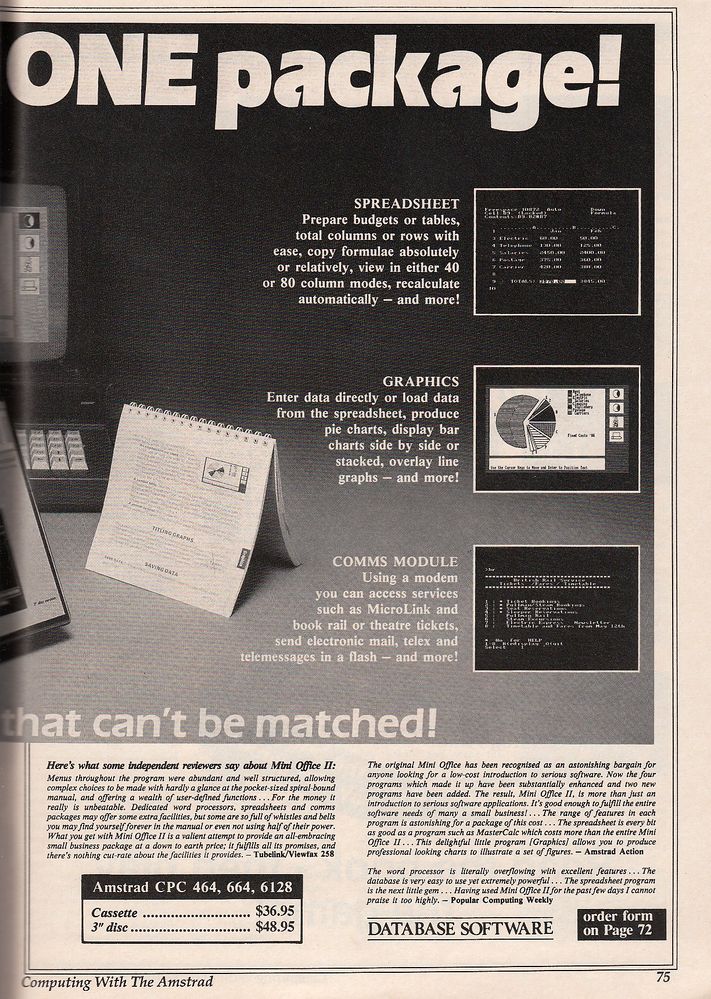 ONE package!
SPREADSHEET
Prepare budgets or tables,
total columns or rows with
ease, copy formulae absolutely
or relatively, view in either 40
or 80 column modes, recalculate
automatically – and more!
GRAPHICS
Enter data directly or load data
from the spreadsheet, produce
pie charts, display bar
charts side by side or
stacked, overlay line
graphs – and more!
TITLING GRAPHS
SAVING DATA
COMMS MODULE
Using a modem
you can access services
such as MicroLink and
book rail or theatre tickets,
send electronic mail, telex and
telemessages in a flash – and more!
that can't be matched!
Here's what some independent reviewers say about Mini Office II:
Menus throughout the program were abundant and well structured, allowing
complex choices to be made with hardly a glance at the pocket-sized spiral-bound
manual, and offering a wealth of user-defined functions . . . For the money it
really is unbeatable. Dedicated word processors, spreadsheets and comms
packages may offer some extra facilities, but some are so full of whistles and bells
you may find yourself forever in the manual or even not using half of their power.
What you get with Mini Office II is a valient attempt to provide an all-embracing
small business package at a down to earth price; it fulfills all its promises, and
there's nothing cut-rate about the facilities it provides. – Tubelink/Viewfax 258
Amstrad CPC 464, 664, 6128
Cassette ............................ $36.95
3" disc ............................... $48.95
The original Mini Office has been recognised as an astonishing bargain for
anyone looking for a low-cost introduction to serious software. Now the four
programs which made it up have been substantially enhanced and two new
programs have been added. The result, Mini Office II, is more than just an
introduction to serious software applications. It's good enough to fulfill the entire
software needs of many a small business! . . . The range of features in each
program is astonishing for a package of this cost . . . The spreadsheet is every bit
as good as a program such as MasterCalc which costs more than the entire Mini
Office II . . . This delightful little program [Graphics] allows you to produce
professional looking charts to illustrate a set of figures. – Amstrad Action
The word processor is literally overflowing with excellent features . . . The
database is very easy to use yet extremely powerful . . . The spreadsheet program
is the next little gem . . . Having used Mini Office II for the past few days I cannot
praise it too highly. – Popular Computing Weekly
DATABASE SOFTWARE
order form
on Page 72
Computing With The Amstrad
75